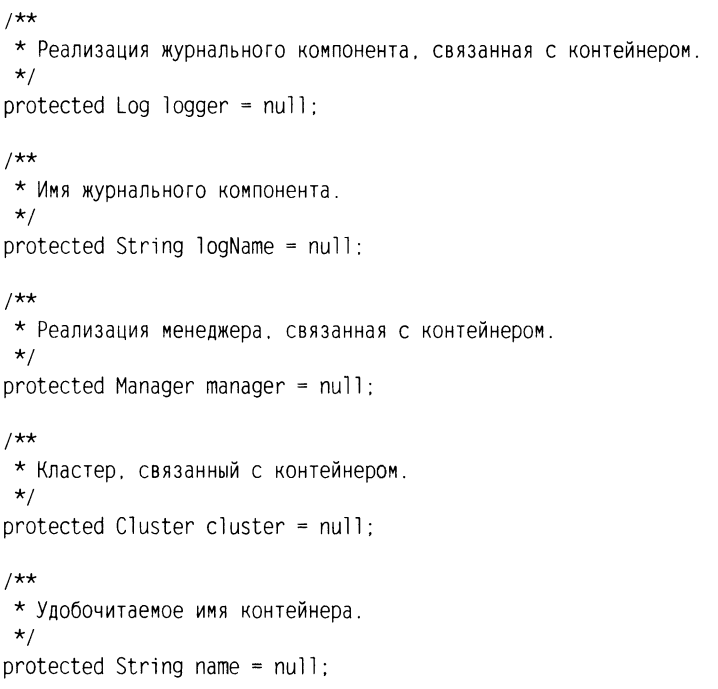 /**
 * Реализация журнального компонента, связанная с контейнером.
 */
protected Log logger = null;
/**
 * Имя журнального компонента.
 */
protected String logName = null;
/**
 * Реализация менеджера, связанная с контейнером.
 */
protected Manager manager = null;
/**
 * Кластер, связанный с контейнером.
 */
protected Cluster cluster = null;
/**
 * Удобочитаемое имя контейнера.
 */
protected String name = null;